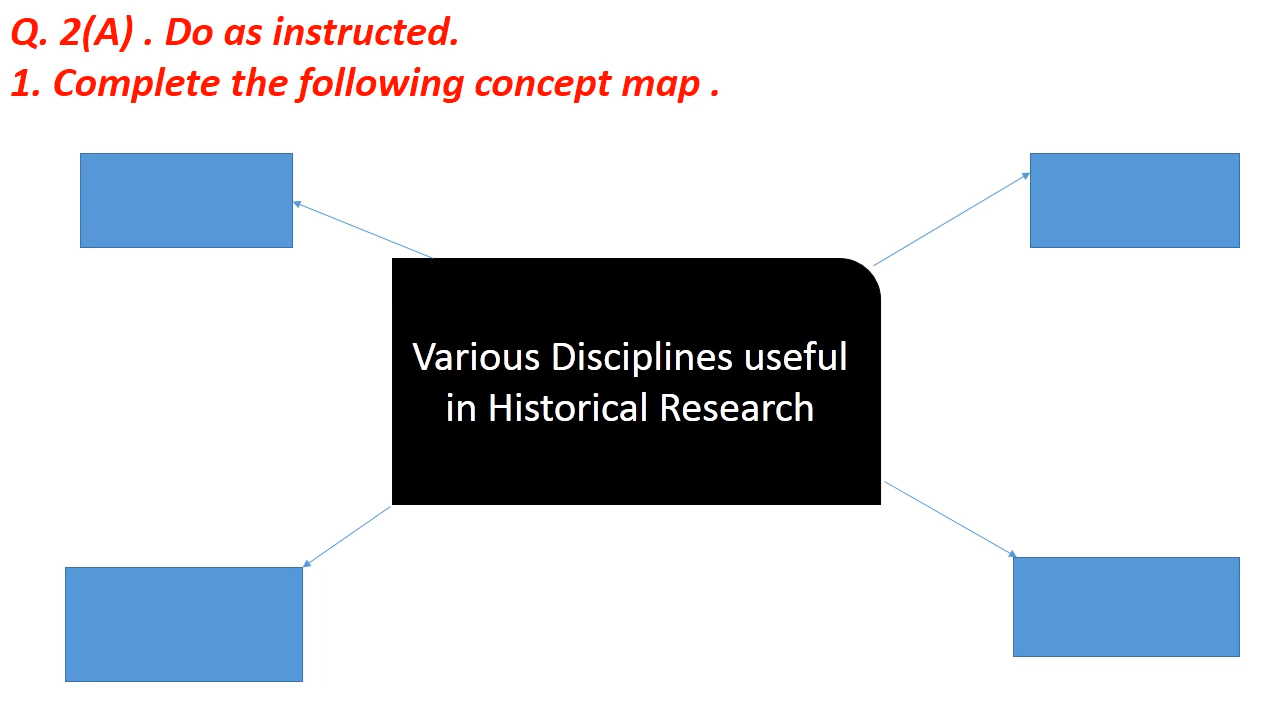 Q. 2(A) . Do as instructed.
1. Complete the following concept map .
Various Disciplines useful
in Historical Research